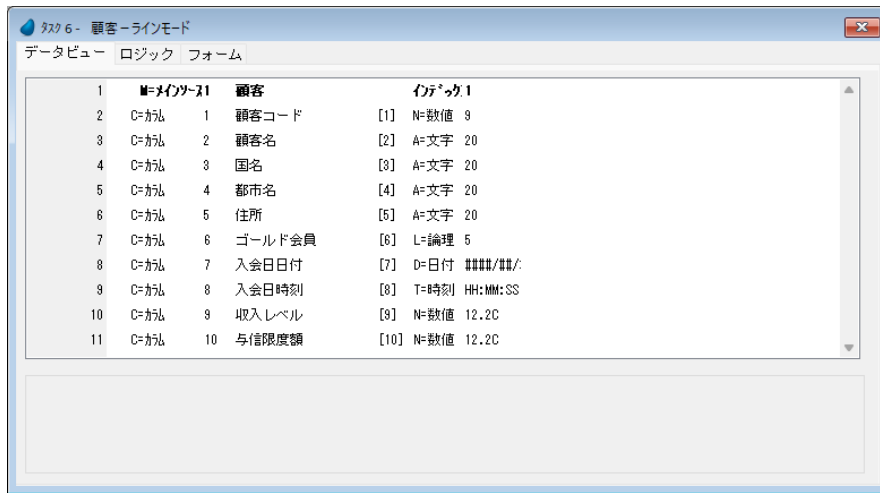 ﾀｽｸ 6 - 顧客－ラインモード
データビュー ロジック フォーム
1 M=ﾒｲﾝｿｰｽ1 顧客 ｲﾝﾃﾞｯｸ 1
2 C=ｶﾗﾑ 1 顧客コード [1] N=数値 9
3 C=ｶﾗﾑ 2 顧客名 [2] A=文字 20
4 C=ｶﾗﾑ 3 国名 [3] A=文字 20
5 C=ｶﾗﾑ 4 都市名 [4] A=文字 20
6 C=ｶﾗﾑ 5 住所 [5] A=文字 20
7 C=ｶﾗﾑ 6 ゴールド会員 [6] L=論理 5
8 C=ｶﾗﾑ 7 入会日日付 [7] D=日付 ####/##/
9 C=ｶﾗﾑ 8 入会日時刻 [8] T=時刻 HH:MM:SS
10 C=ｶﾗﾑ 9 収入レベル [9] N=数値 12.2C
11 C=ｶﾗﾑ 10 与信限度額 [10] N=数値 12.2C